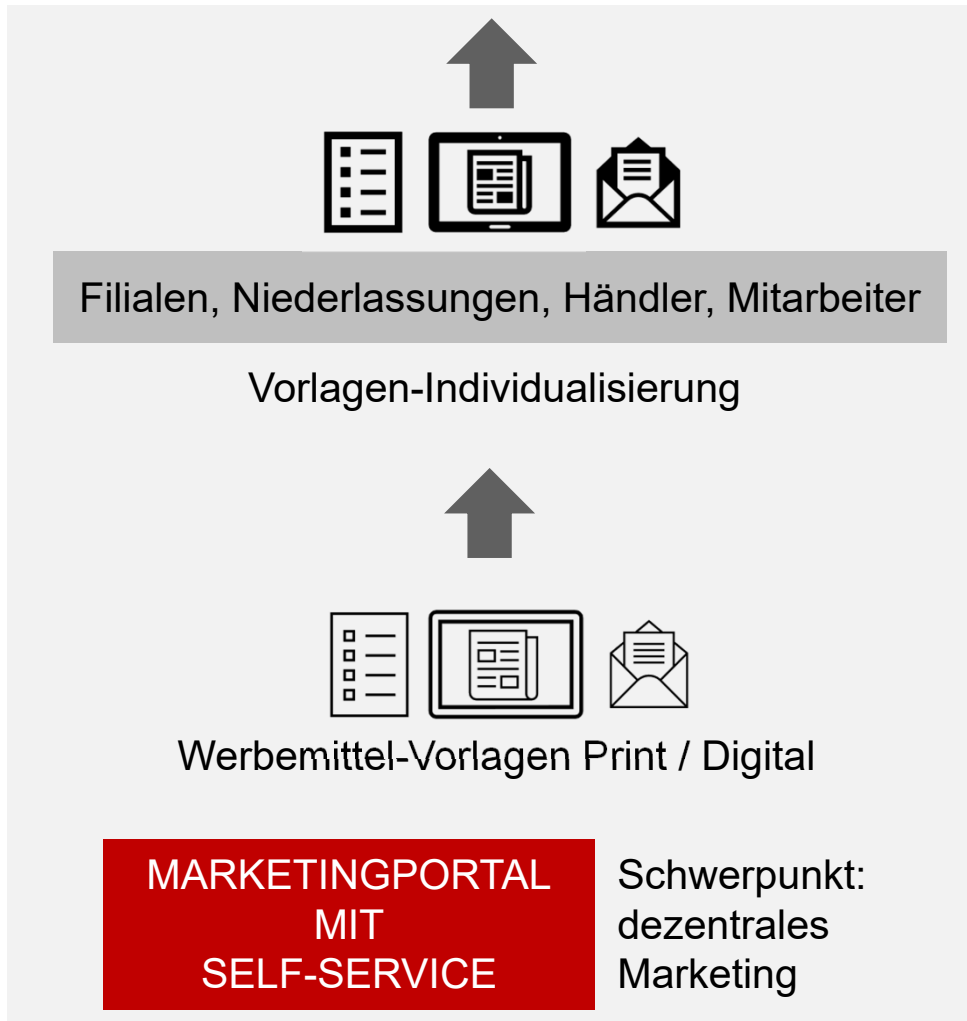 Filialen, Niederlassungen, Händler, Mitarbeiter
Vorlagen-Individualisierung
Werbemittel-Vorlagen Print / Digital
MARKETINGPORTAL
MIT
SELF-SERVICE
Schwerpunkt:
dezentrales
Marketing